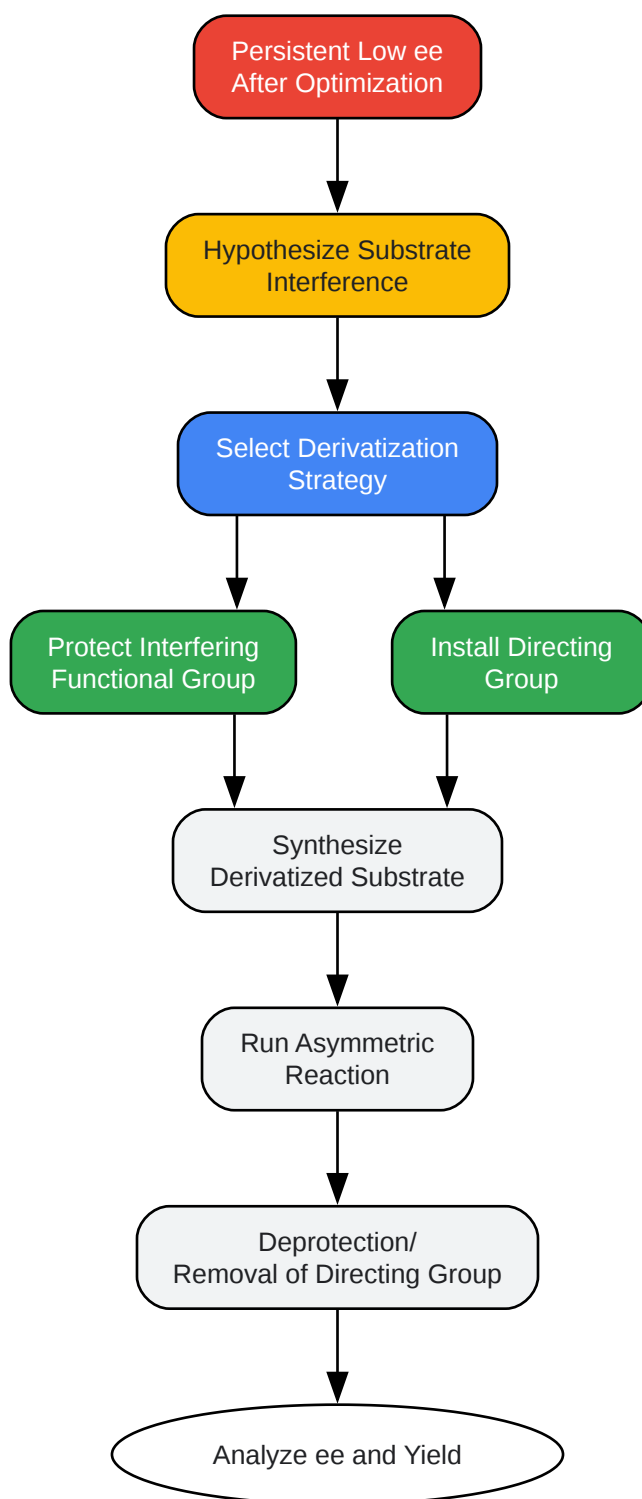 Persistent Low ee
After Optimization
Hypothesize Substrate
Interference
Select Derivatization
Strategy
Protect Interfering
Functional Group
Install Directing
Group
Synthesize
Derivatized Substrate
Run Asymmetric
Reaction
Deprotection/
Removal of Directing Group
Analyze ee and Yield